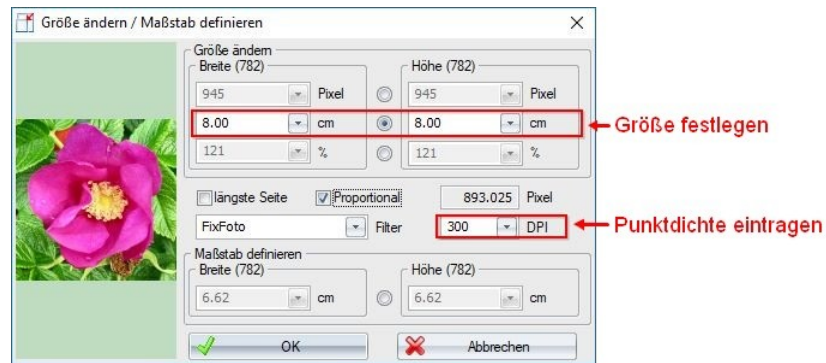 Größe ändern / Maßstab definieren
Größe ändern
Breite (782) Höhe (782)
945 Pixel 945 Pixel
8.00 cm 8.00 cm
Größe festlegen
121 % 121 %
längste Seite Proportional 893.025 Pixel
FixFoto Filter 300 DPI
Punktdichte eintragen
Maßstab definieren
Breite (782) Höhe (782)
6.62 cm 6.62 cm
OK Abbrechen